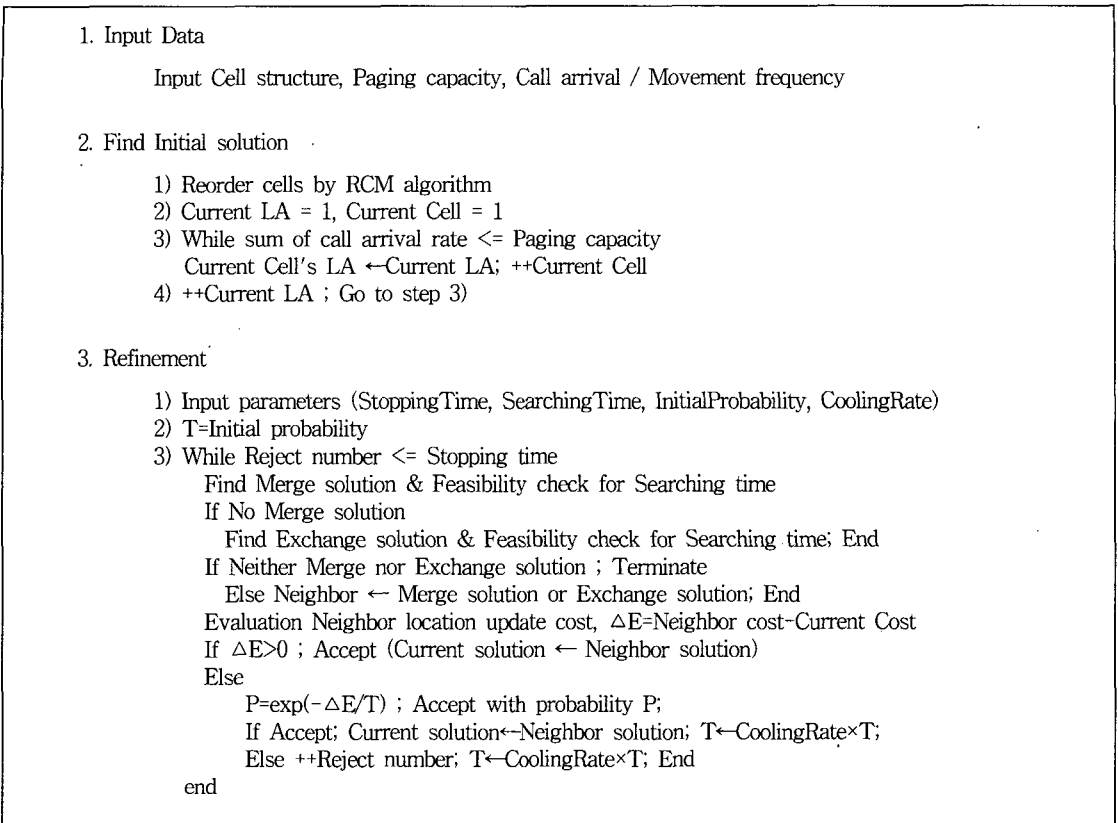 1. Input Data
Input Cell structure, Paging capacity, Call arrival / Movement frequency
2. Find Initial solution
1) Reorder cells by RCM algorithm
2) Current LA = 1, Current Cell = 1
3) While sum of call arrival rate <= Paging capacity
Current Cell's LA ←Current LA; ++Current Cell
4) ++Current LA ; Go to step 3)
3. Refinement
1) Input parameters (StoppingTime, SearchingTime, InitialProbability, CoolingRate)
2) T=Initial probability
3) While Reject number <= Stopping time
Find Merge solution & Feasibility check for Searching time
If No Merge solution
Find Exchange solution & Feasibility check for Searching time; End
If Neither Merge nor Exchange solution ; Terminate
Else Neighbor ← Merge solution or Exchange solution; End
Evaluation Neighbor location update cost, △E=Neighbor cost-Current Cost
If △E>0 ; Accept (Current solution ← Neighbor solution)
Else
P=exp(-△E/T) ; Accept with probability P;
If Accept; Current solution←Neighbor solution; T←CoolingRate×T;
Else ++Reject number; T←CoolingRate×T; End
end